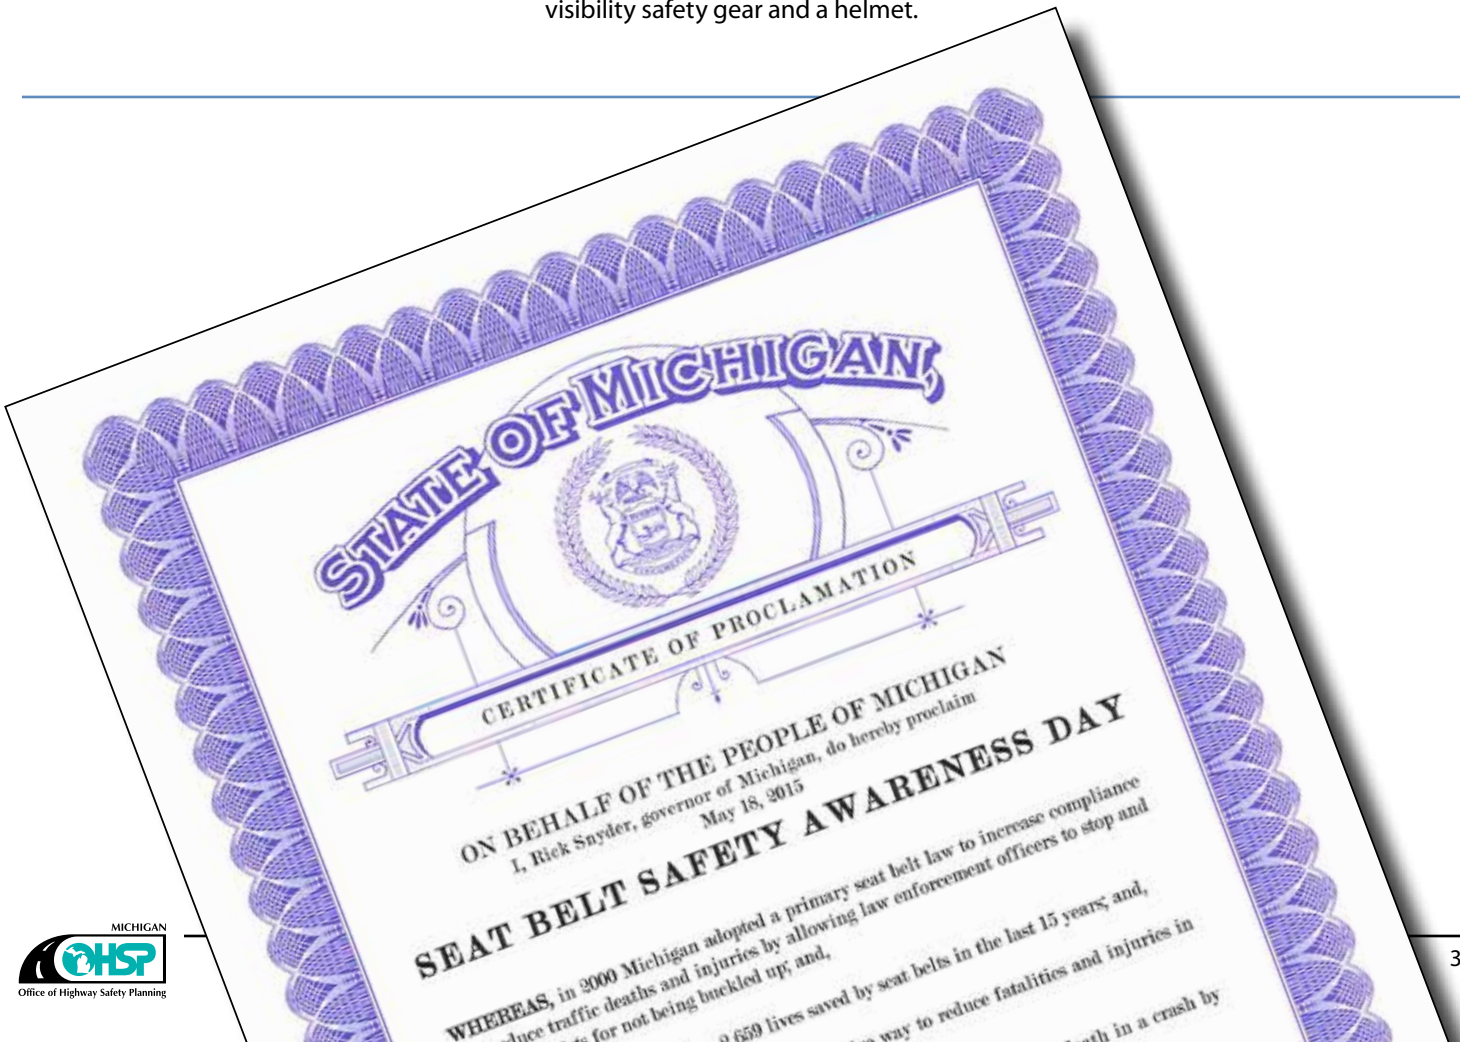 visibility safety gear and a helmet.
STATE OF MICHIGAN,
CERTIFICATE OF PROCLAMATION
ON BEHALF OF THE PEOPLE OF MICHIGAN
I, Rick Snyder, governor of Michigan, do hereby proclaim
May 18, 2015
SEAT BELT SAFETY AWARENESS DAY
WHEREAS, in 2000 Michigan adopted a primary seat belt law to increase compliance
traffic deaths and injuries by allowing law enforcement officers to stop and
for not being buckled up; and,
2,659 lives saved by seat belts in the last 15 years; and,
way to reduce fatalities and injuries in
in a crash by
MICHIGAN
OHSP
Office of Highway Safety Planning
3